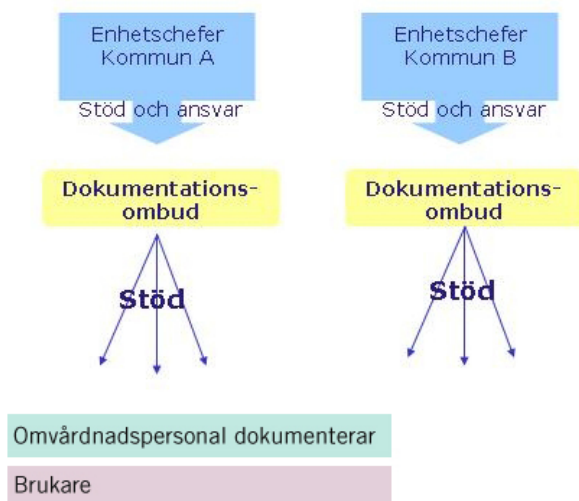 Enhetschefer
Kommun A
Stöd och ansvar
Dokumentations-
ombud
Stöd
Enhetschefer
Kommun B
Stöd och ansvar
Dokumentations-
ombud
Stöd
Omvårdnadspersonal dokumenterar
Brukare